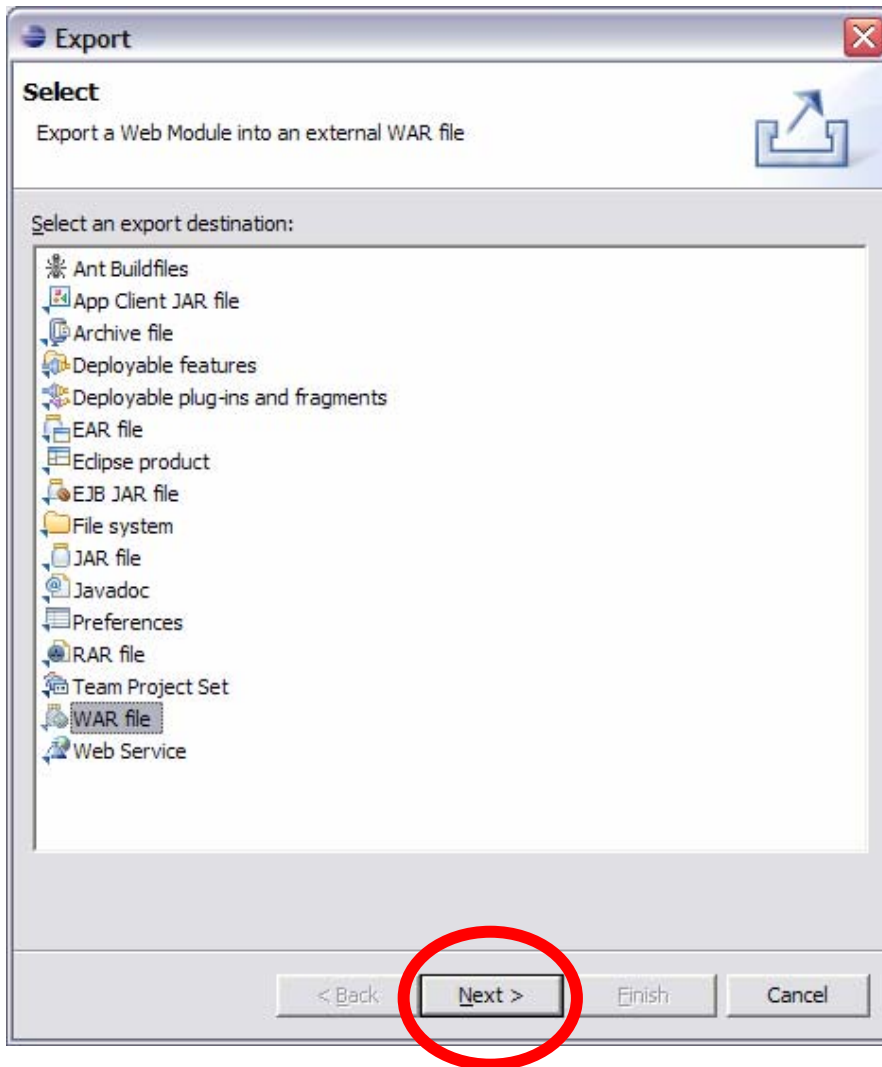 Export
Select
Export a Web Module into an external WAR file
Select an export destination:
Ant Buildfiles
App Client JAR file
Archive file
Deployable features
Deployable plug-ins and fragments
EAR file
Eclipse product
EJB JAR file
File system
JAR file
Javadoc
Preferences
RAR file
Team Project Set
WAR file
Web Service
< Back Next > Finish Cancel